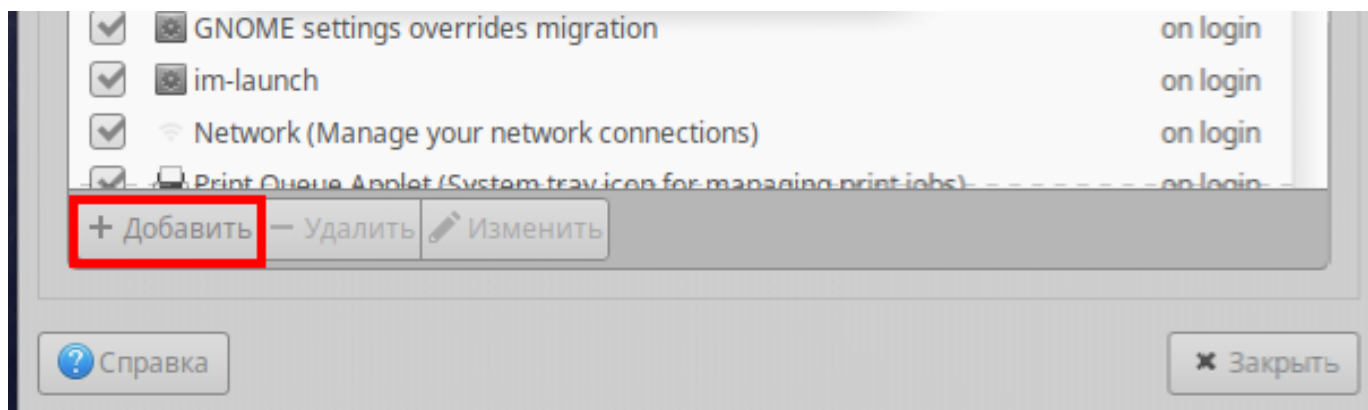 GNOME settings overrides migration on login
im-launch on login
Network (Manage your network connections) on login
Print Queue Applet (System tray icon for managing print jobs) on login
Добавить Удалить Изменить
Справка Закрыть